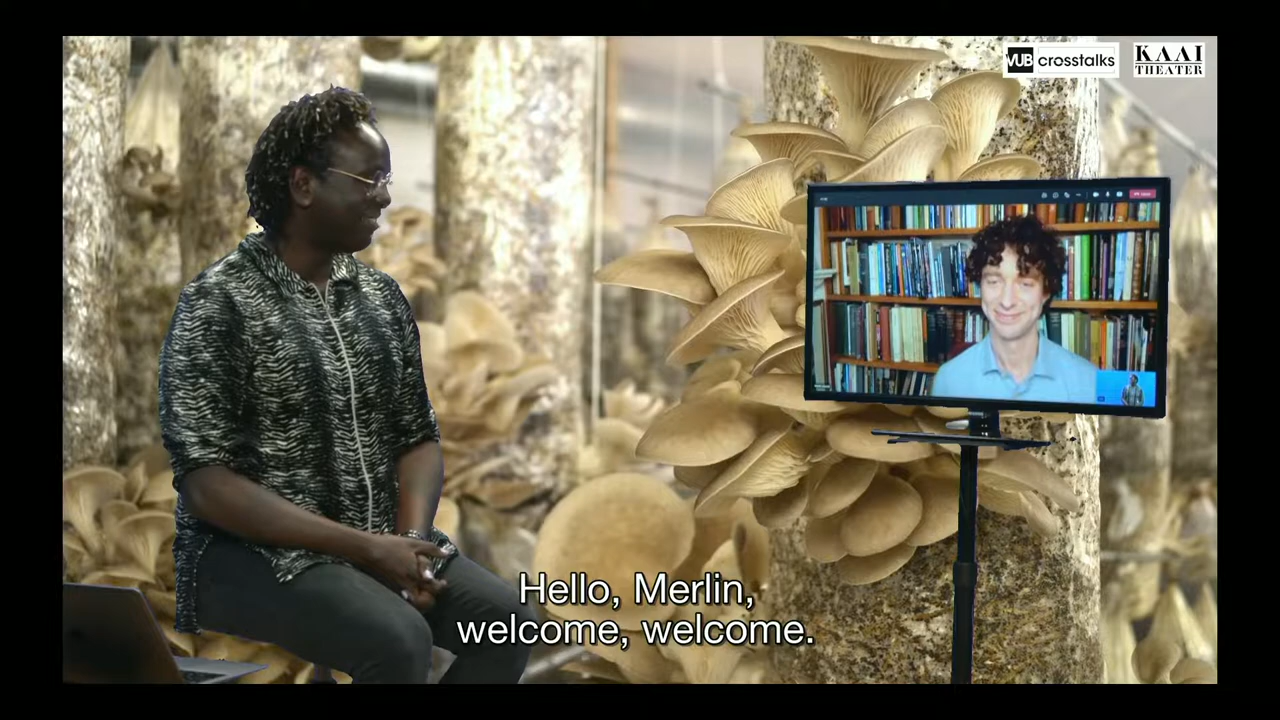 VUB crosstalks
KAAI
THEATER
Hello, Merlin,
welcome, welcome.